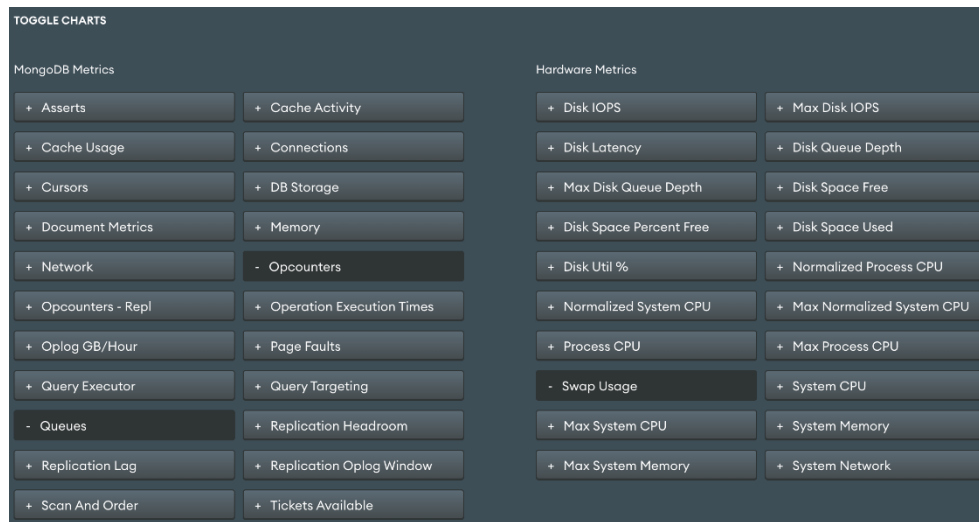 TOGGLE CHARTS
MongoDB Metrics
+ Asserts
+ Cache Activity
+ Cache Usage
+ Connections
+ Cursors
+ DB Storage
+ Document Metrics
+ Memory
+ Network
- Opcounters
+ Opcounters - Repl
+ Operation Execution Times
+ Oplog GB/Hour
+ Page Faults
+ Query Executor
+ Query Targeting
- Queues
+ Replication Headroom
+ Replication Lag
+ Replication Oplog Window
+ Scan And Order
+ Tickets Available
Hardware Metrics
+ Disk IOPS
+ Max Disk IOPS
+ Disk Latency
+ Disk Queue Depth
+ Max Disk Queue Depth
+ Disk Space Free
+ Disk Space Percent Free
+ Disk Space Used
+ Disk Util %
+ Normalized Process CPU
+ Normalized System CPU
+ Max Normalized System CPU
+ Process CPU
+ Max Process CPU
- Swap Usage
+ System CPU
+ Max System CPU
+ System Memory
+ Max System Memory
+ System Network